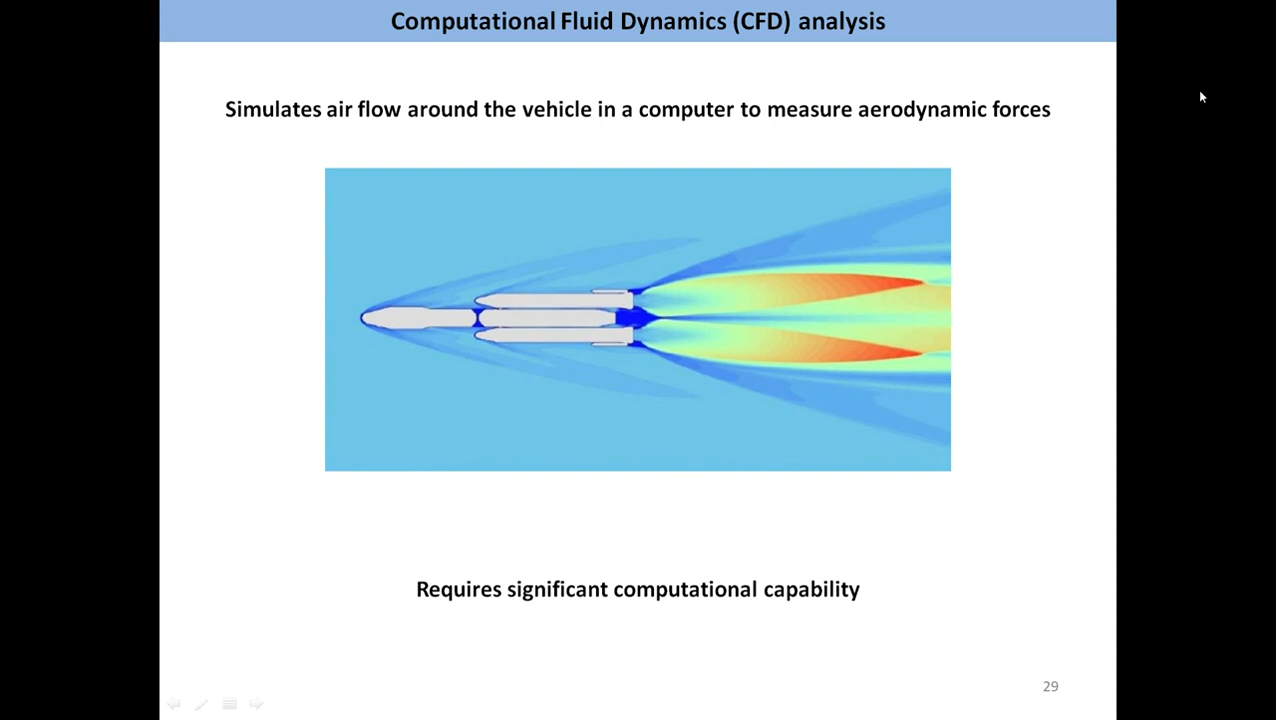 Computational Fluid Dynamics (CFD) analysis
Simulates air flow around the vehicle in a computer to measure aerodynamic forces
Requires significant computational capability
29